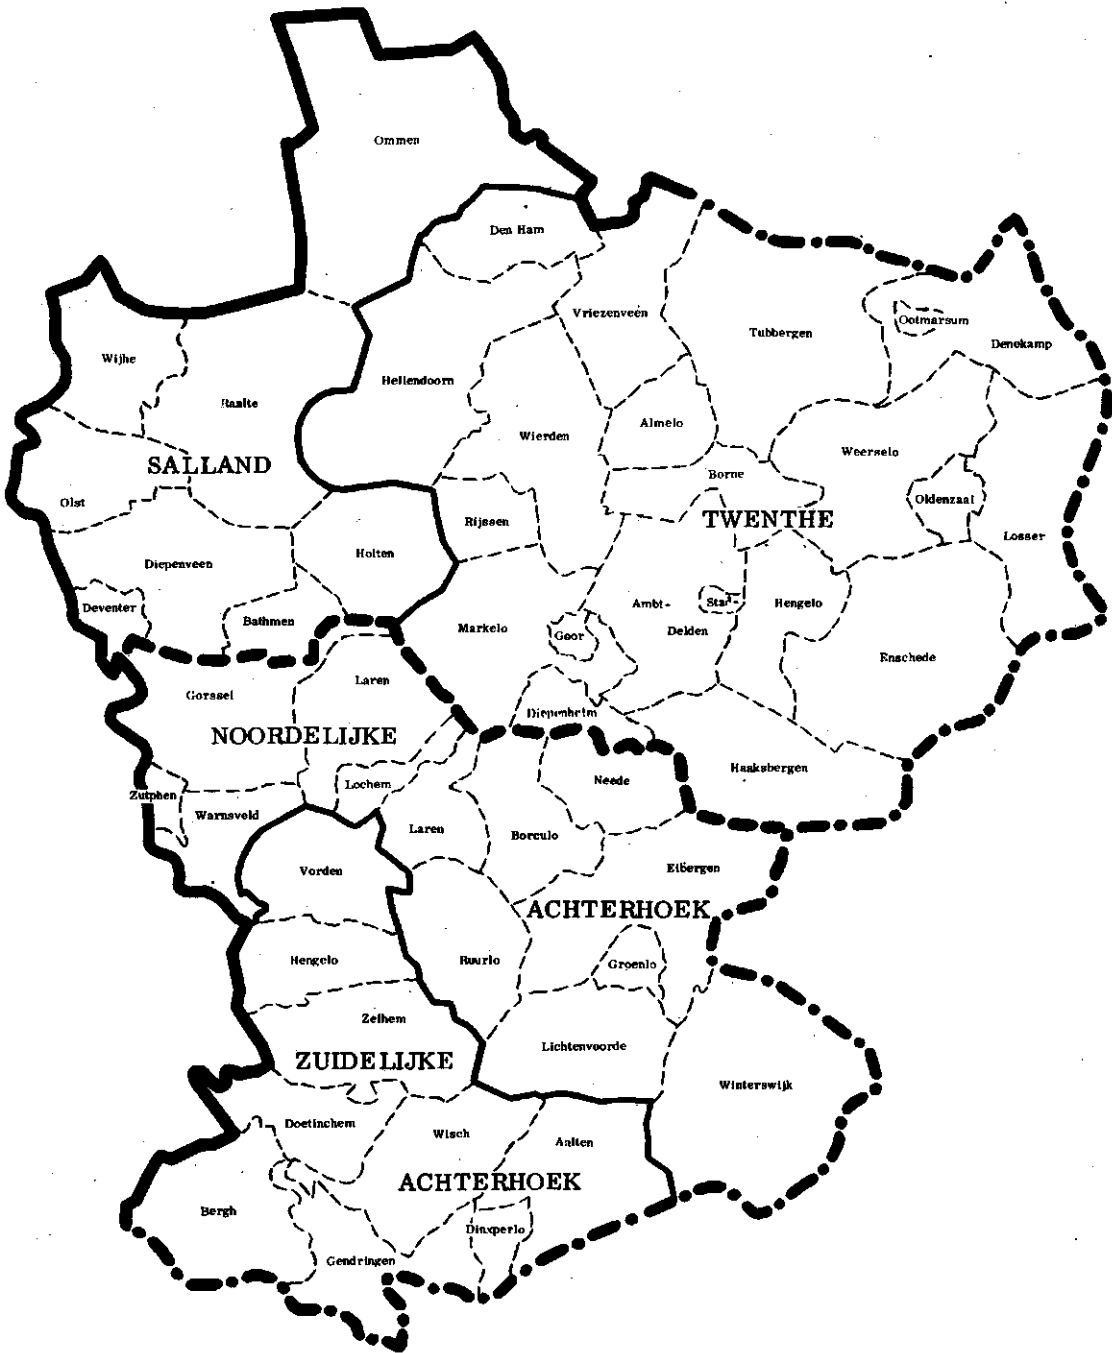 Ommen
Den Ham
Vriezenveen
Ootmarsum
Tubbergen
Denekamp
Wijhe
Hellendoorn
Raalte
Almelo
Wierden
Weerselo
SALLAND
Borne
Olst
Oldenzaal
Rijssen
TWENTHE
Losser
Holten
Diepenveen
Deventer
Ambt-
Stad-
Hengelo
Bathmen
Markelo
Goor
Delden
Enschede
Laren
Gorssel
Diepenheim
NOORDELIJKE
Haaksbergen
Neede
Lochem
Zutphen
Warnsveld
Laren
Borculo
Vorden
Eibergen
ACHTERHOEK
Hengelo
Ruurlo
Groenlo
Zelhem
Lichtenvoorde
ZUIDELIJKE
Winterswijk
Doetinchem
Wisch
Aalten
ACHTERHOEK
Bergh
Dinxperlo
Gendringen